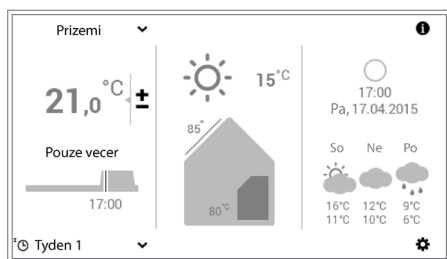 Prizemi
21,0 °C ±
Pouze vecer
17:00
Tyden 1
15°C
85°
80°C
17:00
Pa, 17.04.2015
So Ne Po
16°C 12°C 9°C
11°C 10°C 6°C